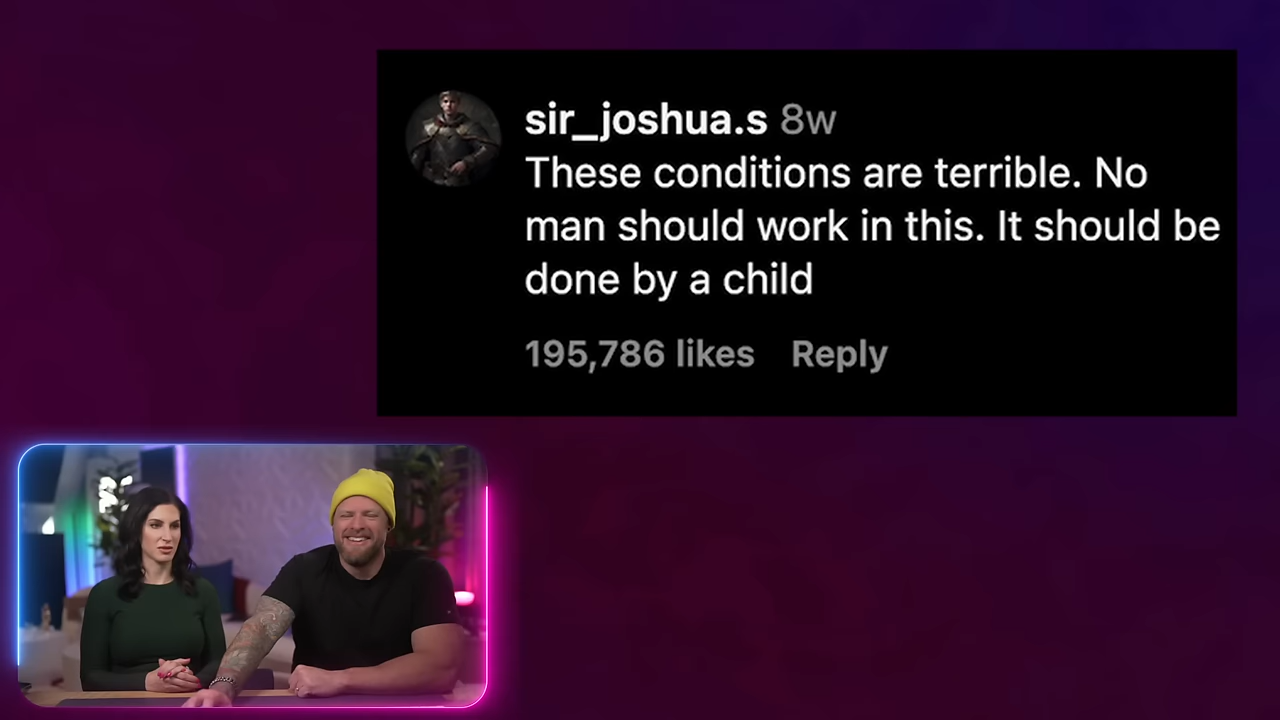 sir_joshua.s 8w
These conditions are terrible. No
man should work in this. It should be
done by a child
195,786 likes Reply